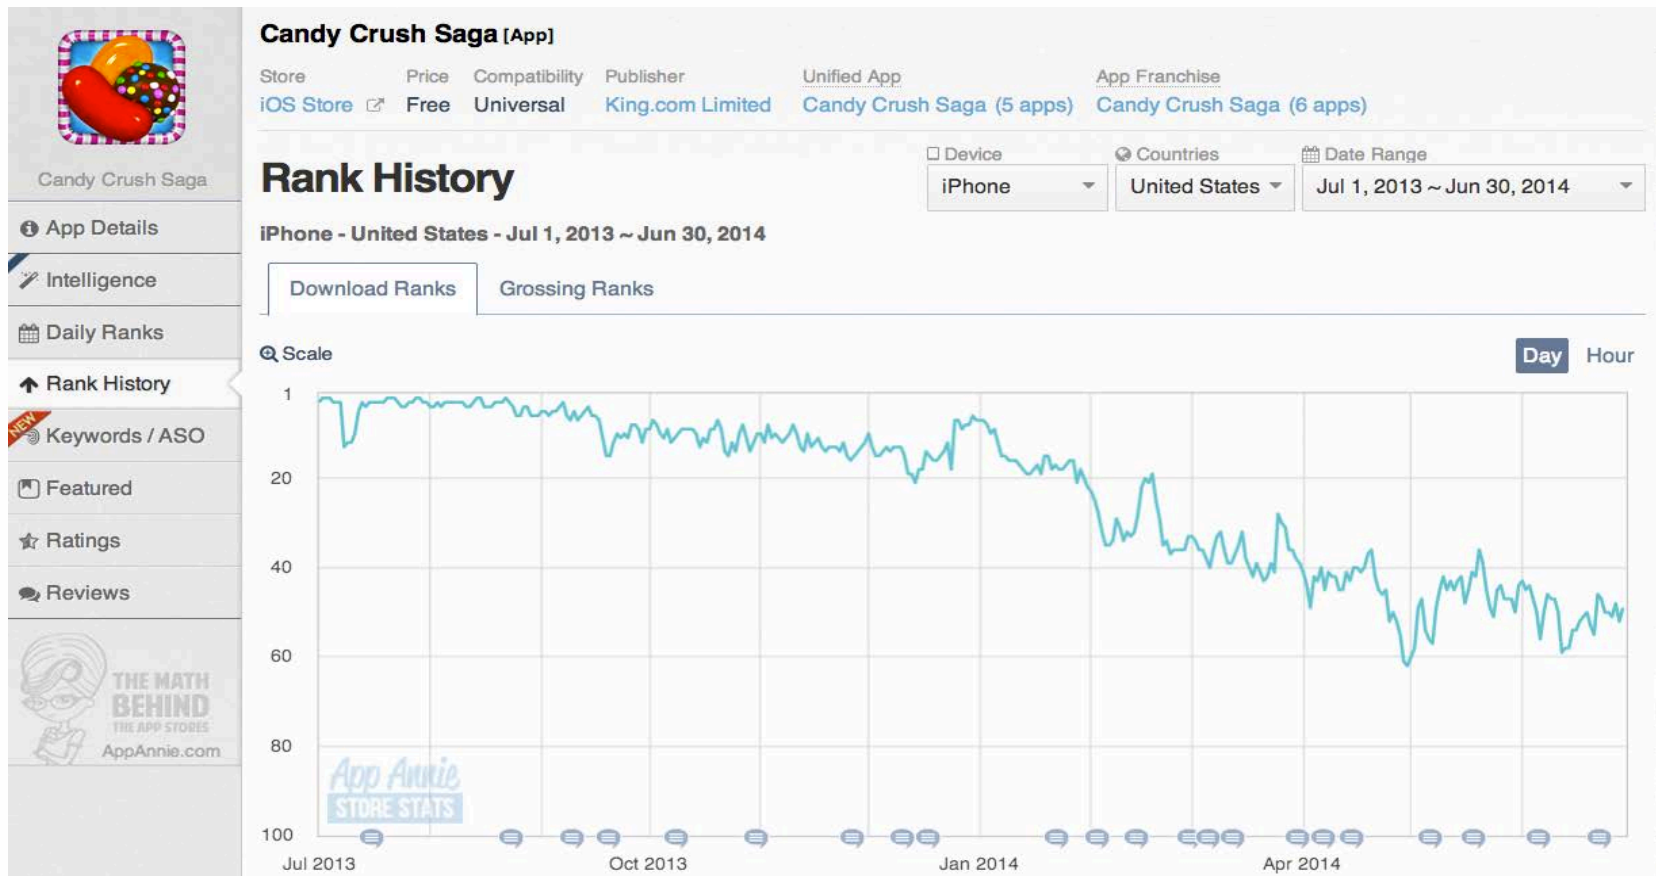 Candy Crush Saga [App]
Store Price Compatibility Publisher Unified App App Franchise
iOS Store Free Universal King.com Limited Candy Crush Saga (5 apps) Candy Crush Saga (6 apps)
Candy Crush Saga
Rank History
Device Countries Date Range
iPhone United States Jul 1, 2013 ~ Jun 30, 2014
iPhone - United States - Jul 1, 2013 ~ Jun 30, 2014
App Details
Intelligence
Daily Ranks
Rank History
NEW
Keywords / ASO
Featured
Ratings
Reviews
THE MATH
BEHIND
THE APP STORES
AppAnnie.com
Download Ranks Grossing Ranks
Scale Day Hour
1
20
40
60
80
100
App Annie
STORE STATS
Jul 2013 Oct 2013 Jan 2014 Apr 2014